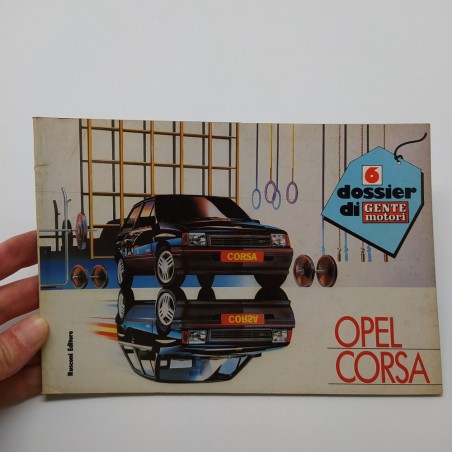 6
dossier
di GENTE
motori
CORSA
CORSA
OPEL
CORSA
Rusconi Editore